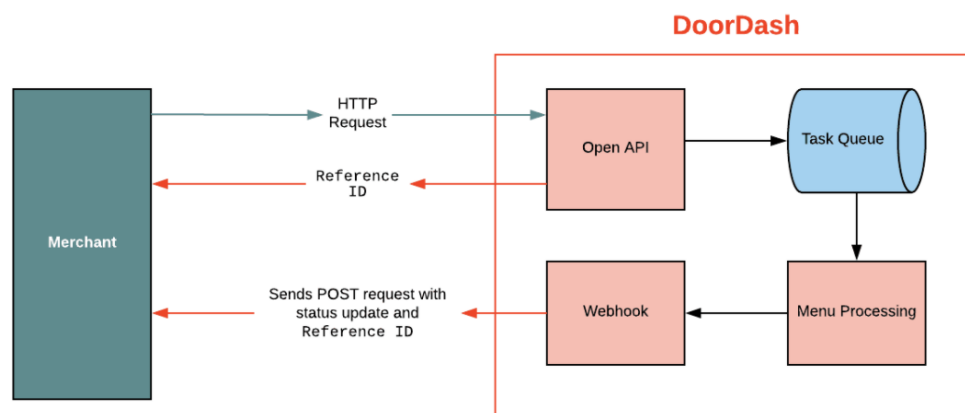 DoorDash
HTTP
Request
Open API
Task Queue
Reference
ID
Merchant
Sends POST request with
status update and
Reference ID
Webhook
Menu Processing